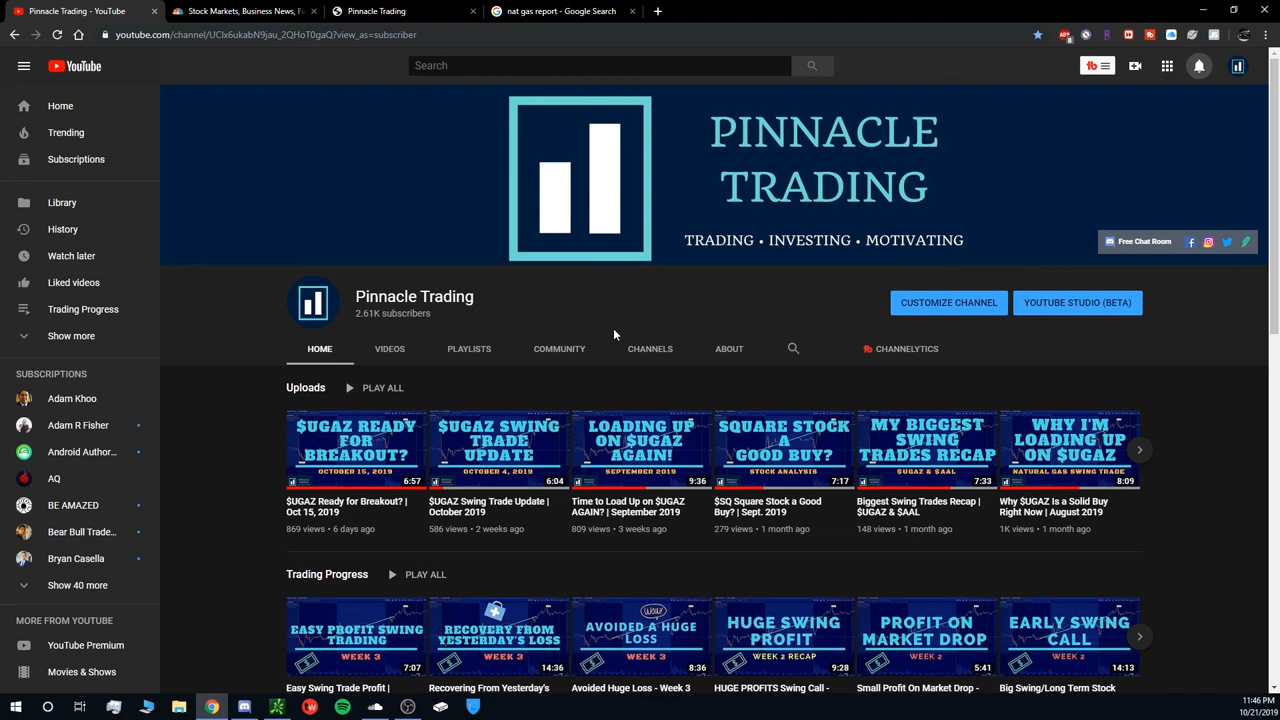 Pinnacle Trading - YouTube
Stock Markets, Business News, Fi
Pinnacle Trading
nat gas report - Google Search
youtube.com/channel/UClx6ukabN9jau_2QHoT0gaQ?view_as=subscriber
YouTube
Search
Home
Trending
Subscriptions
Library
History
Watch later
Liked videos
Trading Progress
Show more
SUBSCRIPTIONS
Adam Khoo
Adam R Fisher
Android Author...
AQ
BE AMAZED
Bear Bull Trade...
Bryan Casella
Show 40 more
MORE FROM YOUTUBE
YouTube Premium
Movies & Shows
PINNACLE
TRADING
TRADING • INVESTING • MOTIVATING
Free Chat Room
Pinnacle Trading
2.61K subscribers
CUSTOMIZE CHANNEL
YOUTUBE STUDIO (BETA)
HOME VIDEOS PLAYLISTS COMMUNITY CHANNELS ABOUT CHANNELYTICS
Uploads PLAY ALL
$UGAZ READY
FOR
BREAKOUT?
OCTOBER 15, 2019
6:57
$UGAZ Ready for Breakout? |
Oct 15, 2019
869 views • 6 days ago
$UGAZ SWING
TRADE
UPDATE
OCTOBER 4, 2019
6:04
$UGAZ Swing Trade Update |
October 2019
586 views • 2 weeks ago
LOADING UP
ON $UGAZ
AGAIN!
SEPTEMBER 2019
9:36
Time to Load Up on $UGAZ
AGAIN? | September 2019
809 views • 3 weeks ago
SQUARE STOCK
A
GOOD BUY?
STOCK ANALYSIS
7:17
$SQ Square Stock a Good
Buy? | Sept. 2019
279 views • 1 month ago
MY BIGGEST
SWING
TRADES RECAP
$UGAZ & $AAL
7:33
Biggest Swing Trades Recap |
$UGAZ & $AAL
148 views • 1 month ago
WHY I'M
LOADING UP
ON $UGAZ
NATURAL GAS SWING TRADE
8:09
Why $UGAZ Is a Solid Buy
Right Now | August 2019
1K views • 1 month ago
Trading Progress PLAY ALL
EASY PROFIT SWING
TRADING
WEEK 3
7:07
Easy Swing Trade Profit |
RECOVERY FROM
YESTERDAY'S LOSS
WEEK 3
14:36
Recovering From Yesterday's
WOW!
AVOIDED A HUGE
LOSS
WEEK 3
8:36
Avoided Huge Loss - Week 3
HUGE SWING
PROFIT
WEEK 2 RECAP
9:28
HUGE PROFITS Swing Call -
PROFIT ON
MARKET DROP
WEEK 2
5:41
Small Profit On Market Drop -
EARLY SWING
CALL
WEEK 2
14:13
Big Swing/Long Term Stock
11:46 PM
10/21/2019